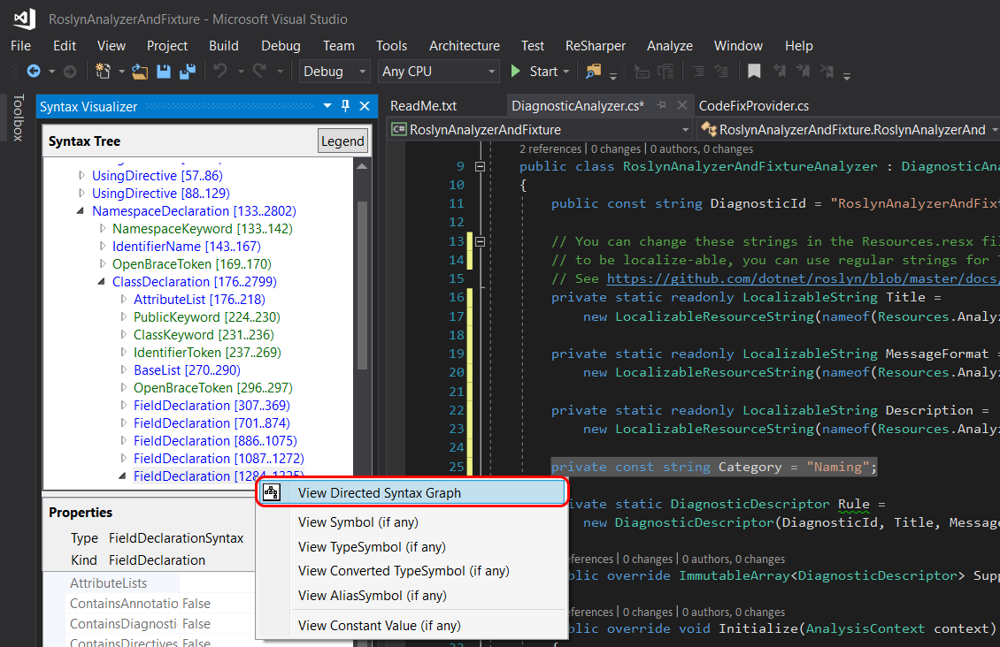 RoslynAnalyzerAndFixture - Microsoft Visual Studio
File Edit View Project Build Debug Team Tools Architecture Test ReSharper Analyze Window Help
Debug Any CPU Start
Toolbox
Syntax Visualizer
Syntax Tree Legend
UsingDirective [57..86]
UsingDirective [88..129]
NamespaceDeclaration [133..2802]
NamespaceKeyword [133..142]
IdentifierName [143..167]
OpenBraceToken [169..170]
ClassDeclaration [176..2799]
AttributeList [176..218]
PublicKeyword [224..230]
ClassKeyword [231..236]
IdentifierToken [237..269]
BaseList [270..290]
OpenBraceToken [296..297]
FieldDeclaration [307..369]
FieldDeclaration [701..874]
FieldDeclaration [886..1075]
FieldDeclaration [1087..1272]
FieldDeclaration [1284..1325]
Properties
Type FieldDeclarationSyntax
Kind FieldDeclaration
AttributeLists
ContainsAnnotatio False
ContainsDiagnosti False
ContainsDirectives False
View Directed Syntax Graph
View Symbol (if any)
View TypeSymbol (if any)
View Converted TypeSymbol (if any)
View AliasSymbol (if any)
View Constant Value (if any)
ReadMe.txt DiagnosticAnalyzer.cs* CodeFixProvider.cs
C# RoslynAnalyzerAndFixture RoslynAnalyzerAndFixture.RoslynAnalyzerAnd
2 references | 0 changes | 0 authors, 0 changes
9 public class RoslynAnalyzerAndFixtureAnalyzer : DiagnosticAna
10 {
11 public const string DiagnosticId = "RoslynAnalyzerAndFixt
12
13 // You can change these strings in the Resources.resx fil
14 // to be localize-able, you can use regular strings for
15 // See https://github.com/dotnet/roslyn/blob/master/docs/
16 private static readonly LocalizableString Title =
17 new LocalizableResourceString(nameof(Resources.Analyz
18
19 private static readonly LocalizableString MessageFormat =
20 new LocalizableResourceString(nameof(Resources.Analyz
21
22 private static readonly LocalizableString Description =
23 new LocalizableResourceString(nameof(Resources.Analyz
24
25 private const string Category = "Naming";
ivate static DiagnosticDescriptor Rule =
new DiagnosticDescriptor(DiagnosticId, Title, Message
ferences | 0 changes | 0 authors, 0 changes
blic override ImmutableArray<DiagnosticDescriptor> Supp
ferences | 0 changes | 0 authors, 0 changes
blic override void Initialize(AnalysisContext context)
{